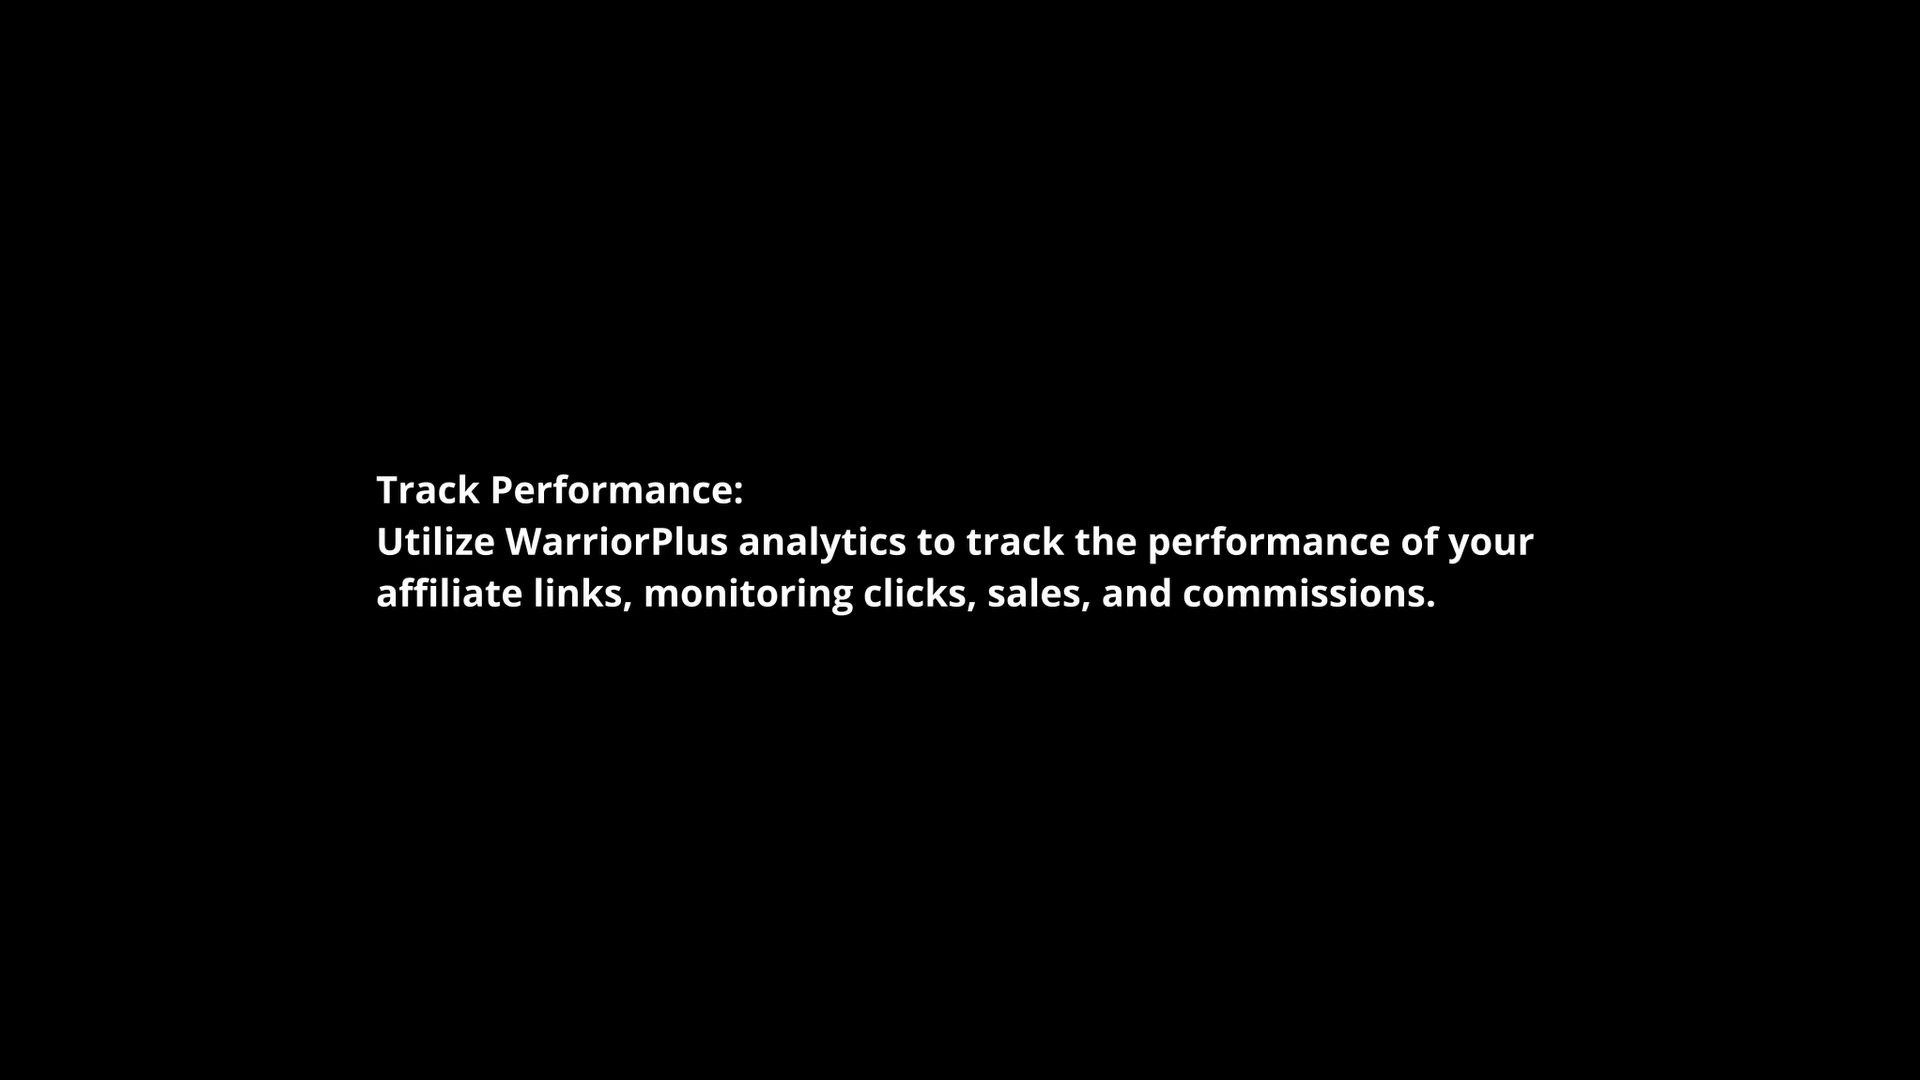 Track Performance:
Utilize WarriorPlus analytics to track the performance of your
affiliate links, monitoring clicks, sales, and commissions.